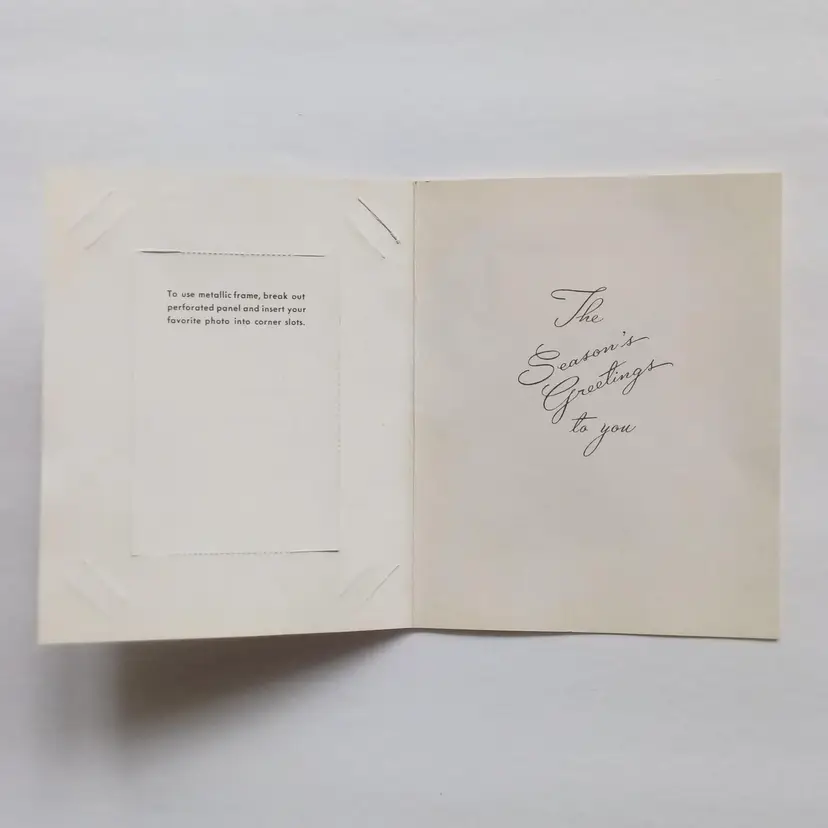 To use metallic frame, break out
perforated panel and insert your
favorite photo into corner slots.
The
Season's
Greetings
to you